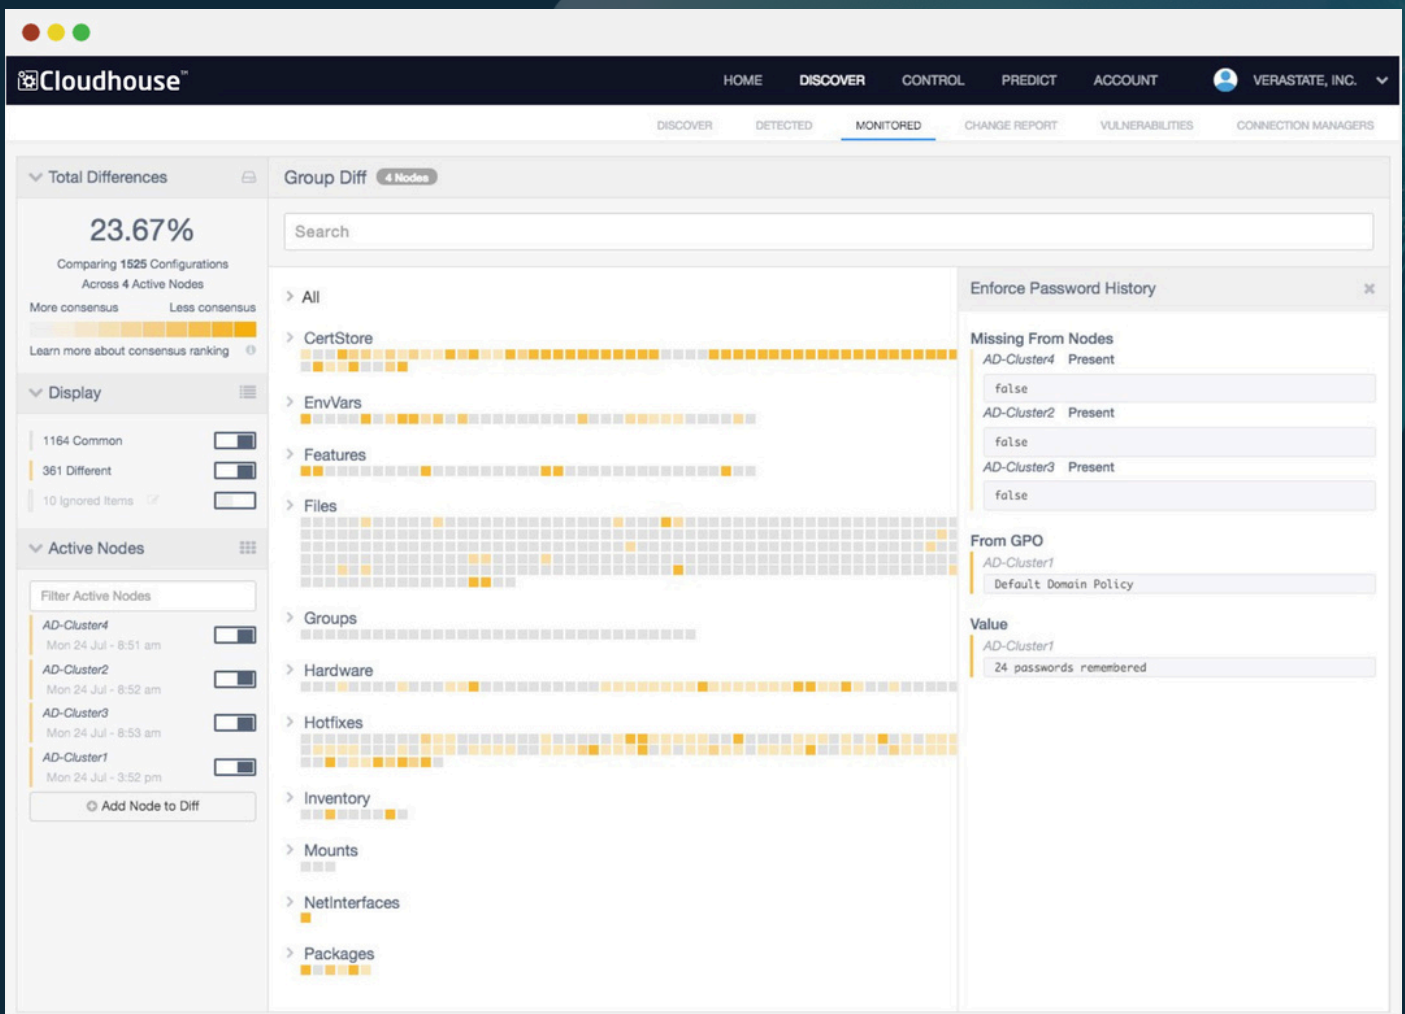 Cloudhouse™
HOME DISCOVER CONTROL PREDICT ACCOUNT VERASTATE, INC.
DISCOVER DETECTED MONITORED CHANGE REPORT VULNERABILITIES CONNECTION MANAGERS
Total Differences
23.67%
Comparing 1525 Configurations
Across 4 Active Nodes
More consensus Less consensus
Learn more about consensus ranking
Display
1164 Common
361 Different
10 Ignored Items
Active Nodes
Filter Active Nodes
AD-Cluster4
Mon 24 Jul - 8:51 am
AD-Cluster2
Mon 24 Jul - 8:52 am
AD-Cluster3
Mon 24 Jul - 8:53 am
AD-Cluster1
Mon 24 Jul - 3:52 pm
Add Node to Diff
Group Diff 4 Nodes
Search
All
CertStore
EnvVars
Features
Files
Groups
Hardware
Hotfixes
Inventory
Mounts
NetInterfaces
Packages
Enforce Password History
Missing From Nodes
AD-Cluster4 Present
false
AD-Cluster2 Present
false
AD-Cluster3 Present
false
From GPO
AD-Cluster1
Default Domain Policy
Value
AD-Cluster1
24 passwords remembered